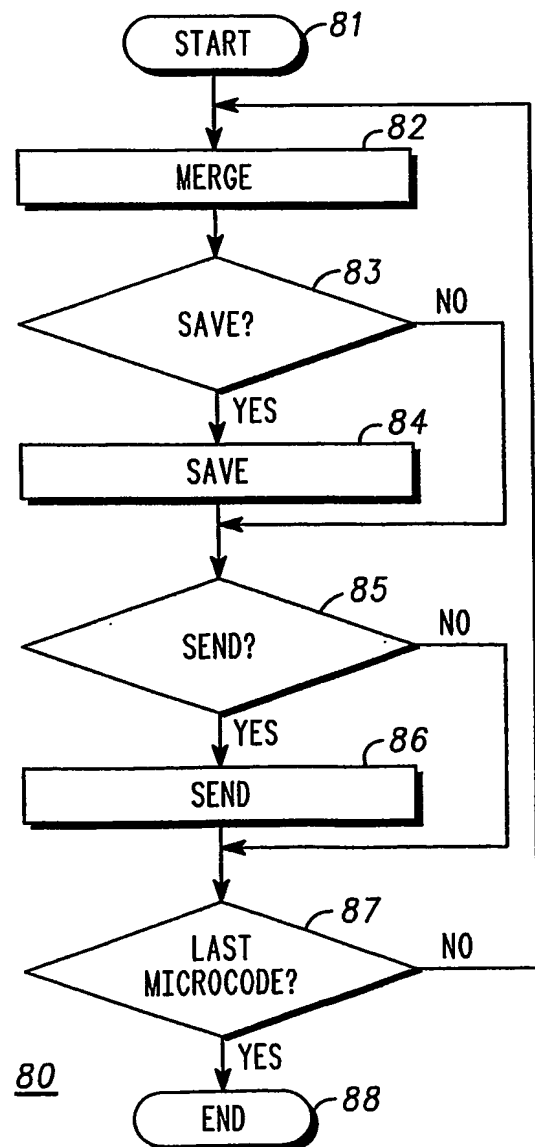 START
81
82
MERGE
83
SAVE?
NO
YES
84
SAVE
85
SEND?
NO
YES
86
SEND
87
LAST
MICROCODE?
NO
YES
80
END
88